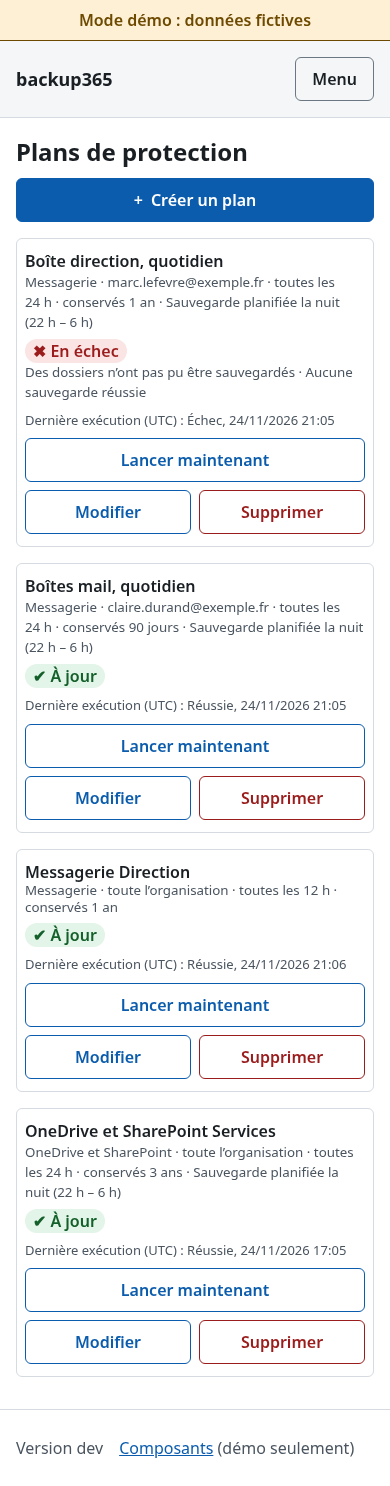 Mode démo : données fictives
backup365
Menu
Plans de protection
+ Créer un plan
Boîte direction, quotidien
Messagerie · marc.lefevre@exemple.fr · toutes les
24 h · conservés 1 an · Sauvegarde planifiée la nuit
(22 h – 6 h)
✖ En échec
Des dossiers n’ont pas pu être sauvegardés · Aucune
sauvegarde réussie
Dernière exécution (UTC) : Échec, 24/11/2026 21:05
Lancer maintenant
Modifier
Supprimer
Boîtes mail, quotidien
Messagerie · claire.durand@exemple.fr · toutes les
24 h · conservés 90 jours · Sauvegarde planifiée la nuit
(22 h – 6 h)
✔ À jour
Dernière exécution (UTC) : Réussie, 24/11/2026 21:05
Lancer maintenant
Modifier
Supprimer
Messagerie Direction
Messagerie · toute l’organisation · toutes les 12 h ·
conservés 1 an
✔ À jour
Dernière exécution (UTC) : Réussie, 24/11/2026 21:06
Lancer maintenant
Modifier
Supprimer
OneDrive et SharePoint Services
OneDrive et SharePoint · toute l’organisation · toutes
les 24 h · conservés 3 ans · Sauvegarde planifiée la
nuit (22 h – 6 h)
✔ À jour
Dernière exécution (UTC) : Réussie, 24/11/2026 17:05
Lancer maintenant
Modifier
Supprimer
Version dev Composants (démo seulement)